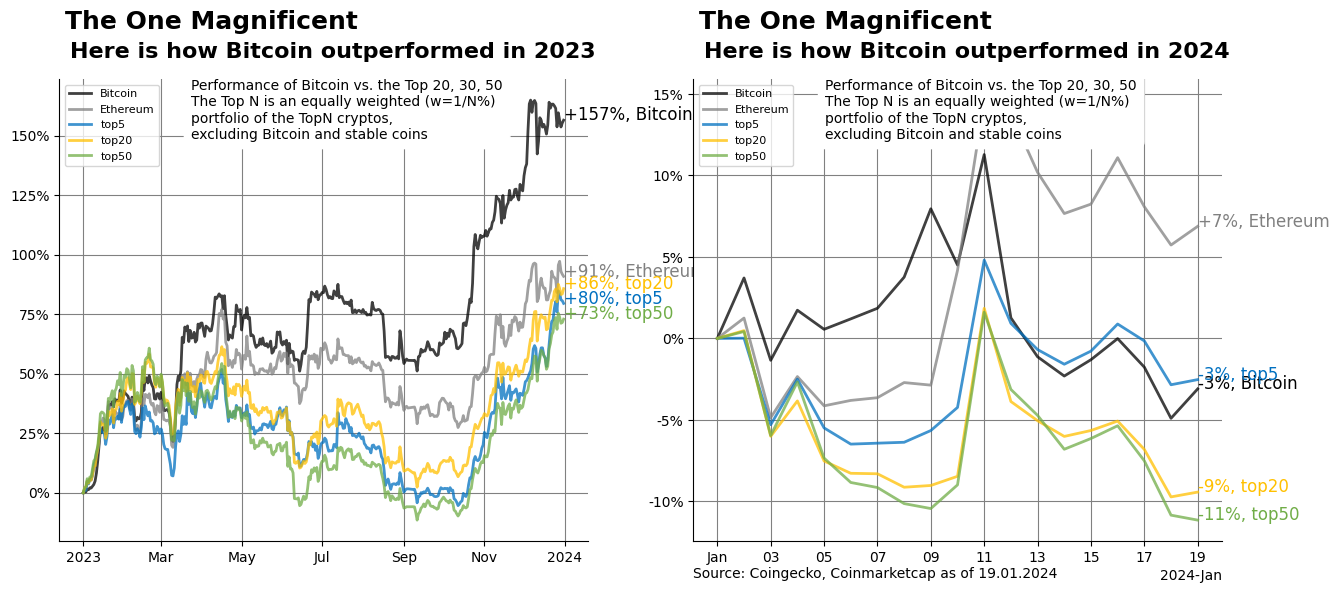 The One Magnificent
Here is how Bitcoin outperformed in 2023
Performance of Bitcoin vs. the Top 20, 30, 50
The Top N is an equally weighted (w=1/N%)
portfolio of the TopN cryptos,
excluding Bitcoin and stable coins
Bitcoin
Ethereum
top5
top20
top50
150%
125%
100%
75%
50%
25%
0%
+157%, Bitcoin
+91%, Ethereum
+86%, top20
+80%, top5
+73%, top50
2023 Mar May Jul Sep Nov 2024
The One Magnificent
Here is how Bitcoin outperformed in 2024
Performance of Bitcoin vs. the Top 20, 30, 50
The Top N is an equally weighted (w=1/N%)
portfolio of the TopN cryptos,
excluding Bitcoin and stable coins
Bitcoin
Ethereum
top5
top20
top50
15%
10%
5%
0%
-5%
-10%
+7%, Ethereum
-3%, top5
-3%, Bitcoin
-9%, top20
-11%, top50
Jan 03 05 07 09 11 13 15 17 19
2024-Jan
Source: Coingecko, Coinmarketcap as of 19.01.2024